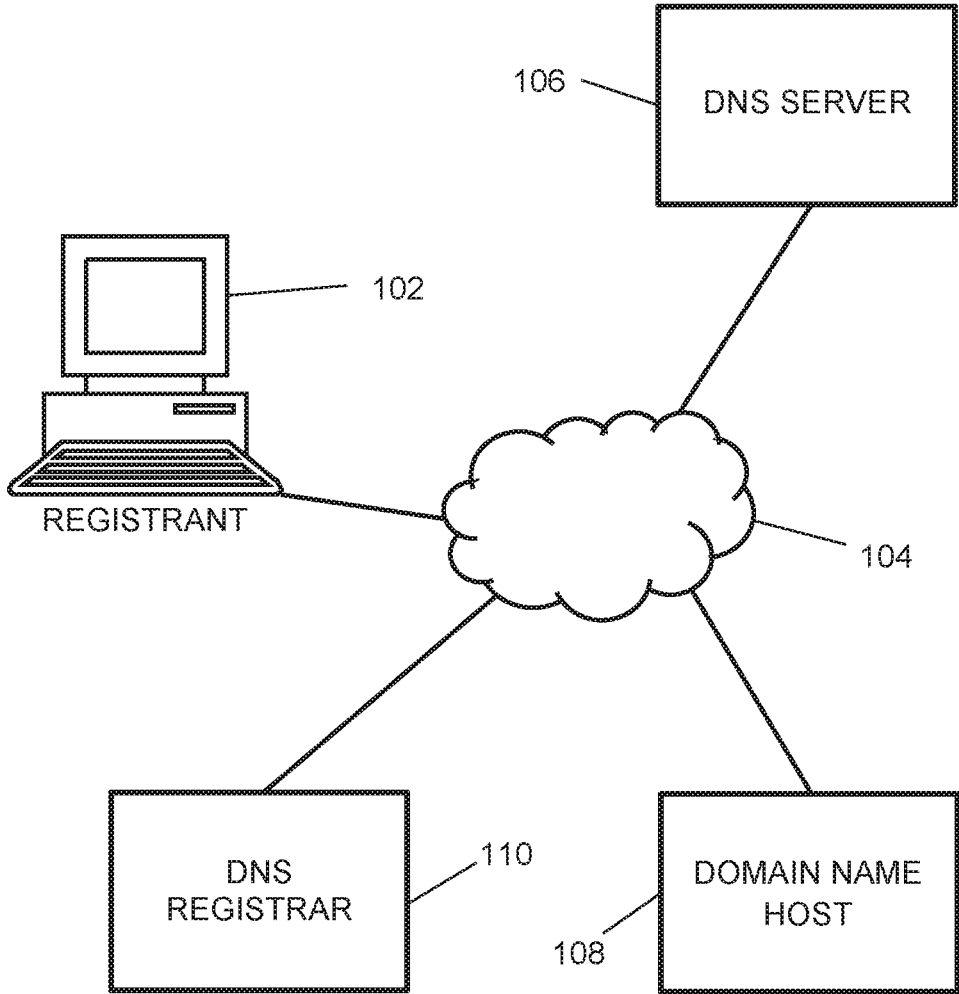 106
DNS SERVER
102
REGISTRANT
104
DNS
REGISTRAR
110
DOMAIN NAME
HOST
108